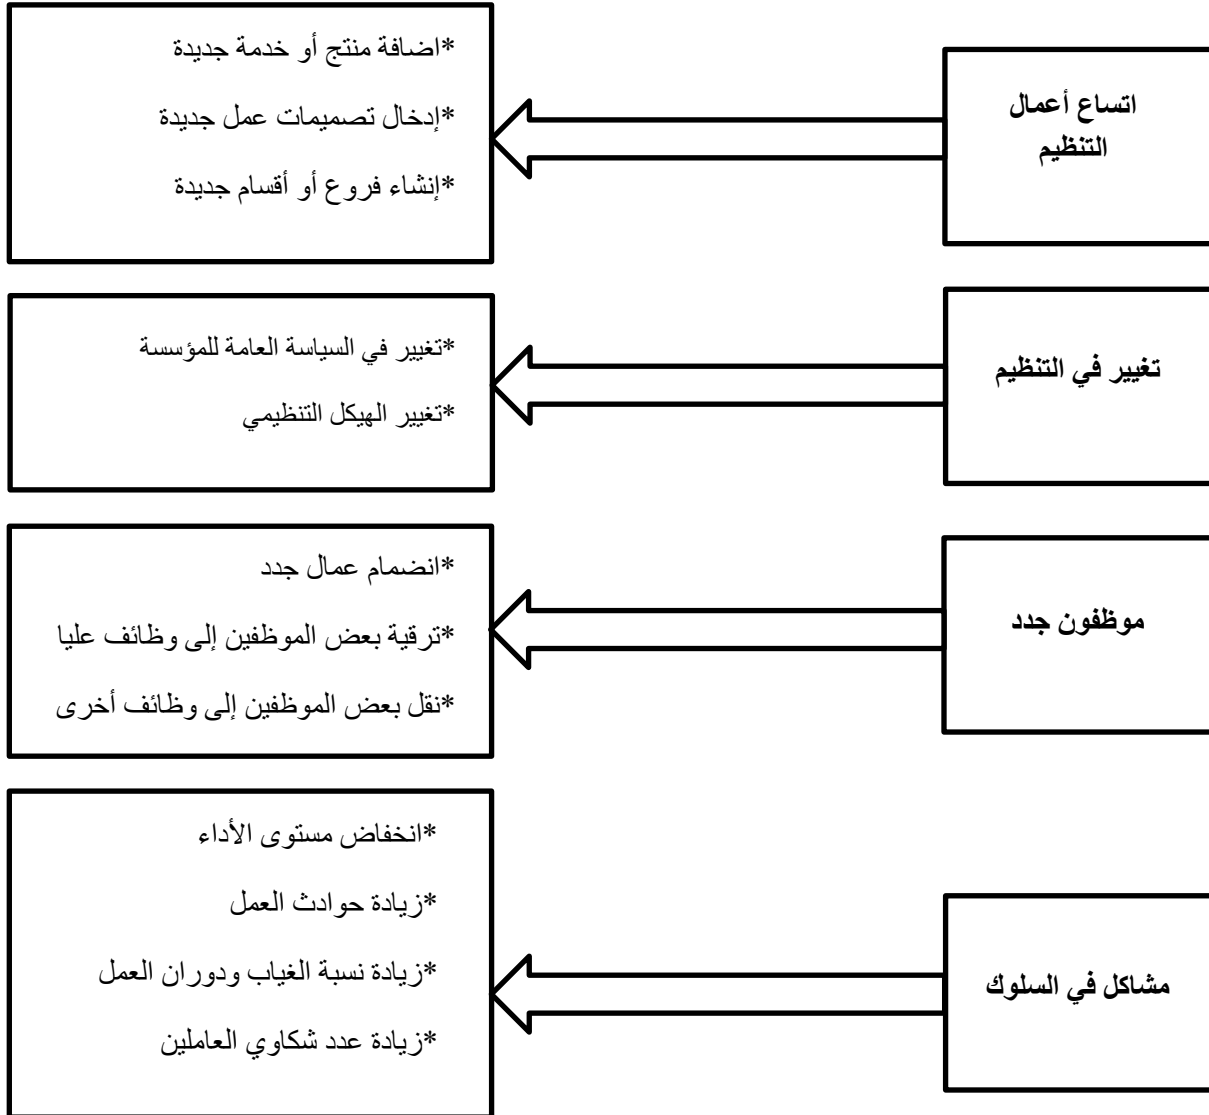 اتساع أعمال
التنظيم
*اضافة منتج أو خدمة جديدة
*إدخال تصميمات عمل جديدة
*إنشاء فروع أو أقسام جديدة
تغيير في التنظيم
*تغيير في السياسة العامة للمؤسسة
*تغيير الهيكل التنظيمي
موظفون جدد
*انضمام عمال جدد
*ترقية بعض الموظفين إلى وظائف عليا
*نقل بعض الموظفين إلى وظائف أخرى
مشاكل في السلوك
*انخفاض مستوى الأداء
*زيادة حوادث العمل
*زيادة نسبة الغياب ودوران العمل
*زيادة عدد شكاوي العاملين